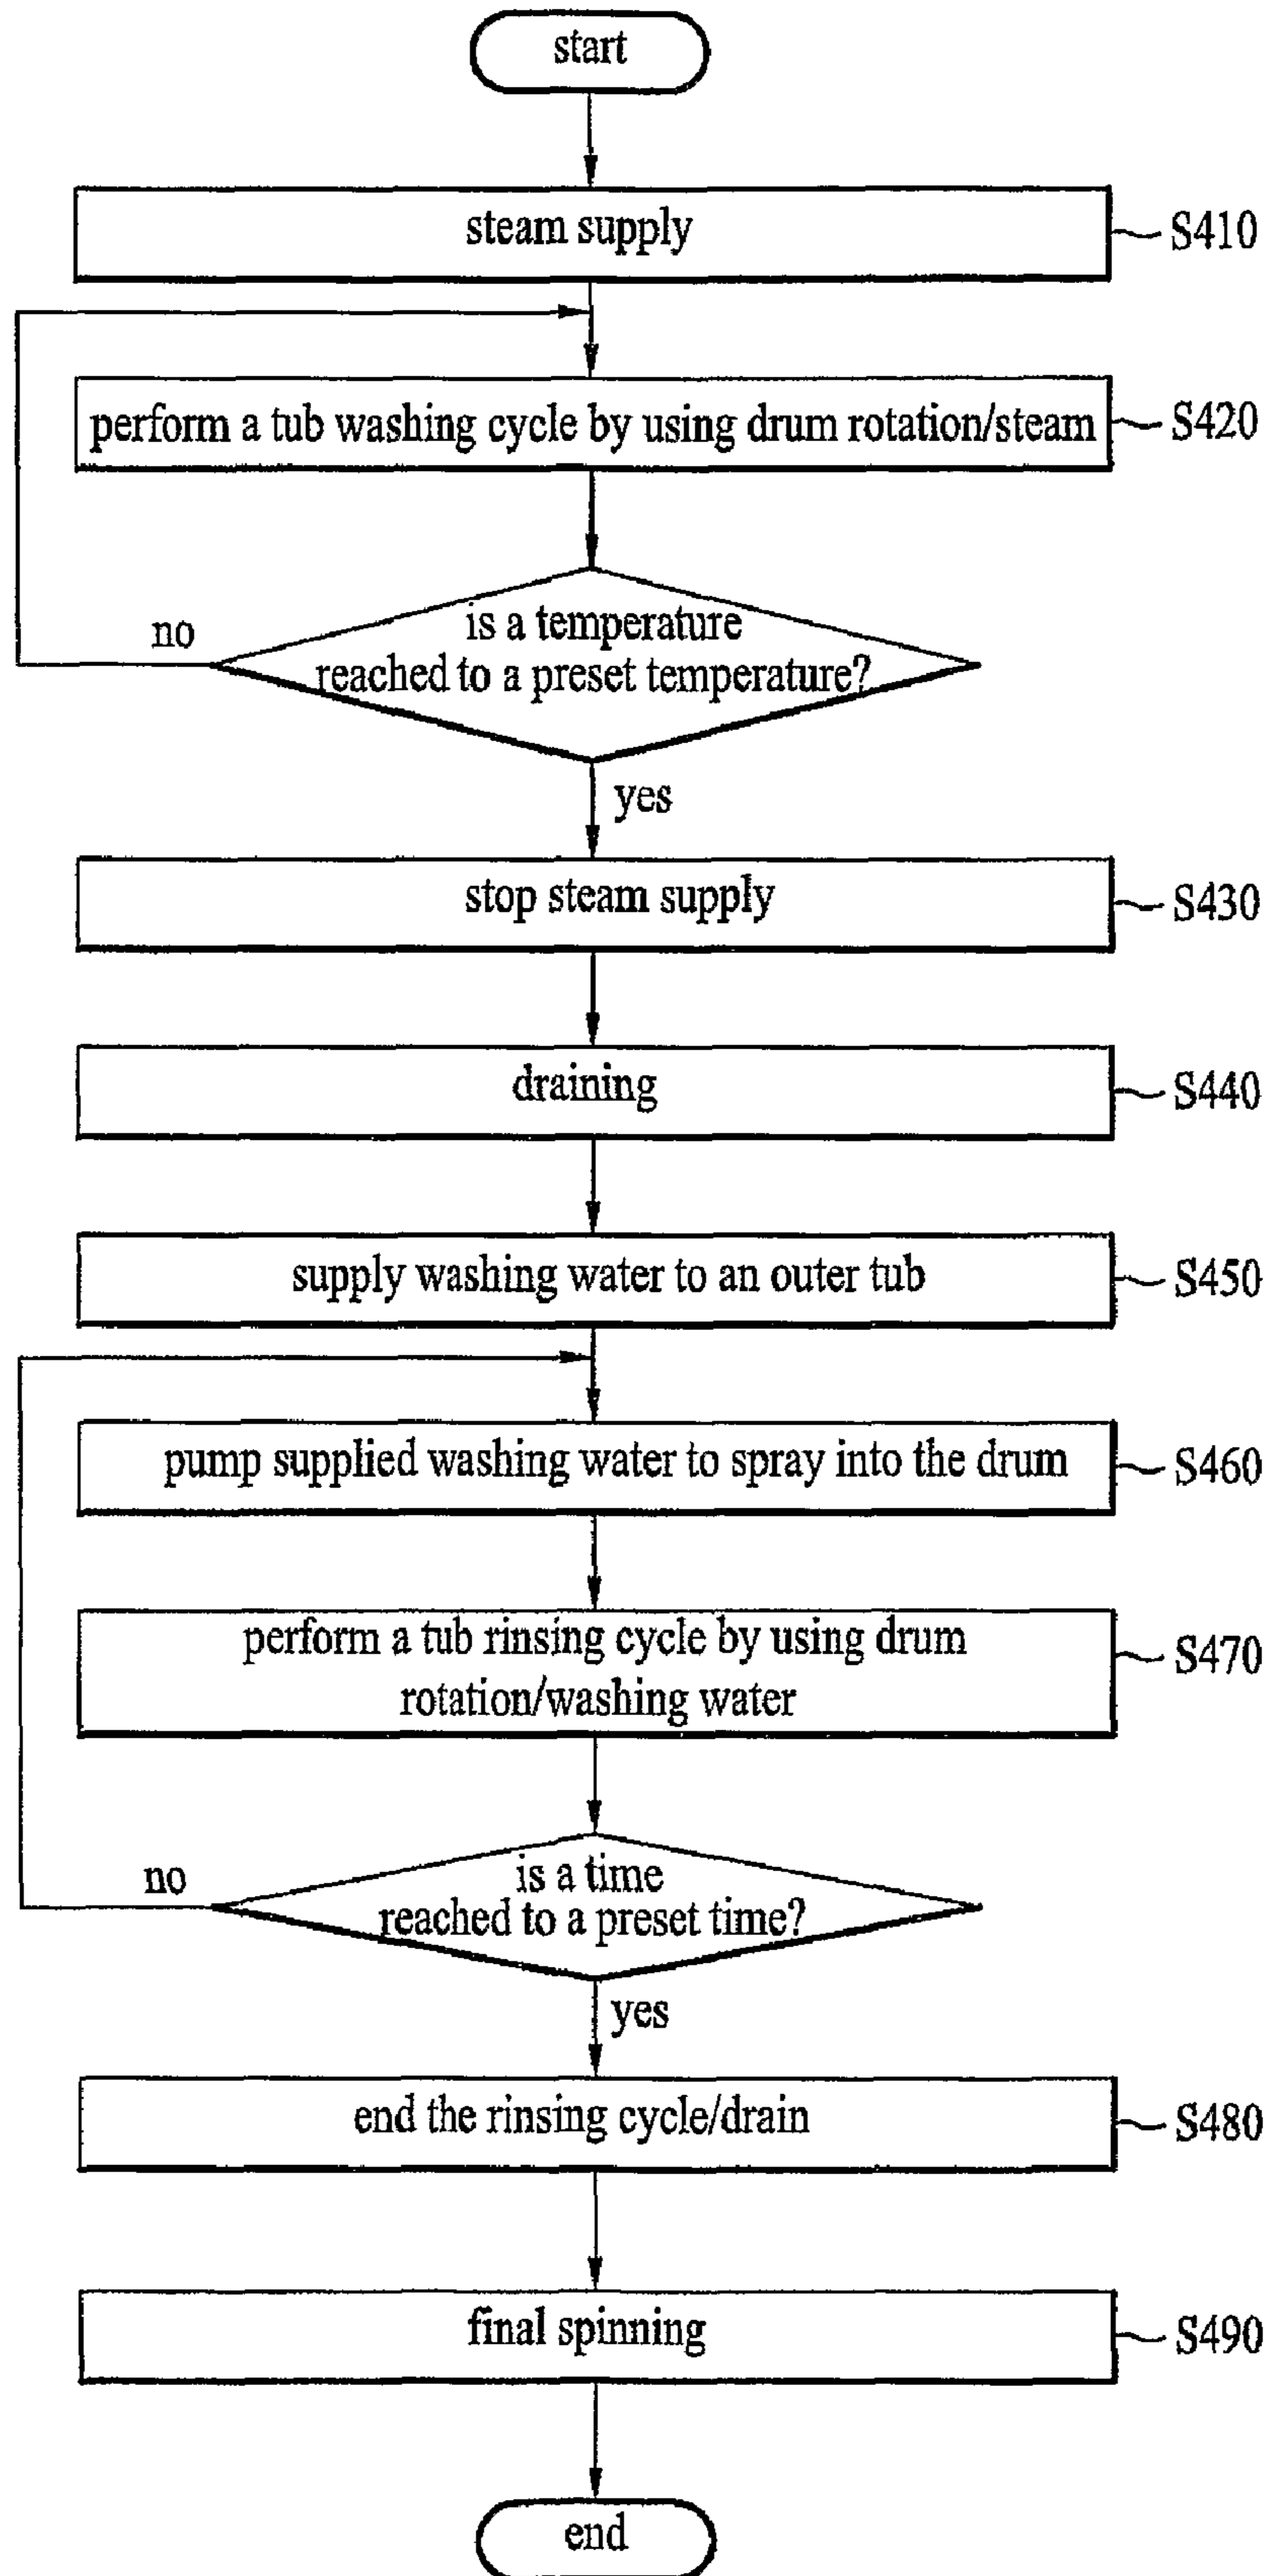 start
steam supply
S410
perform a tub washing cycle by using drum rotation/steam
S420
is a temperature
reached to a preset temperature?
no
yes
stop steam supply
S430
draining
S440
supply washing water to an outer tub
S450
pump supplied washing water to spray into the drum
S460
perform a tub rinsing cycle by using drum
rotation/washing water
S470
is a time
reached to a preset time?
no
yes
end the rinsing cycle/drain
S480
final spinning
S490
end